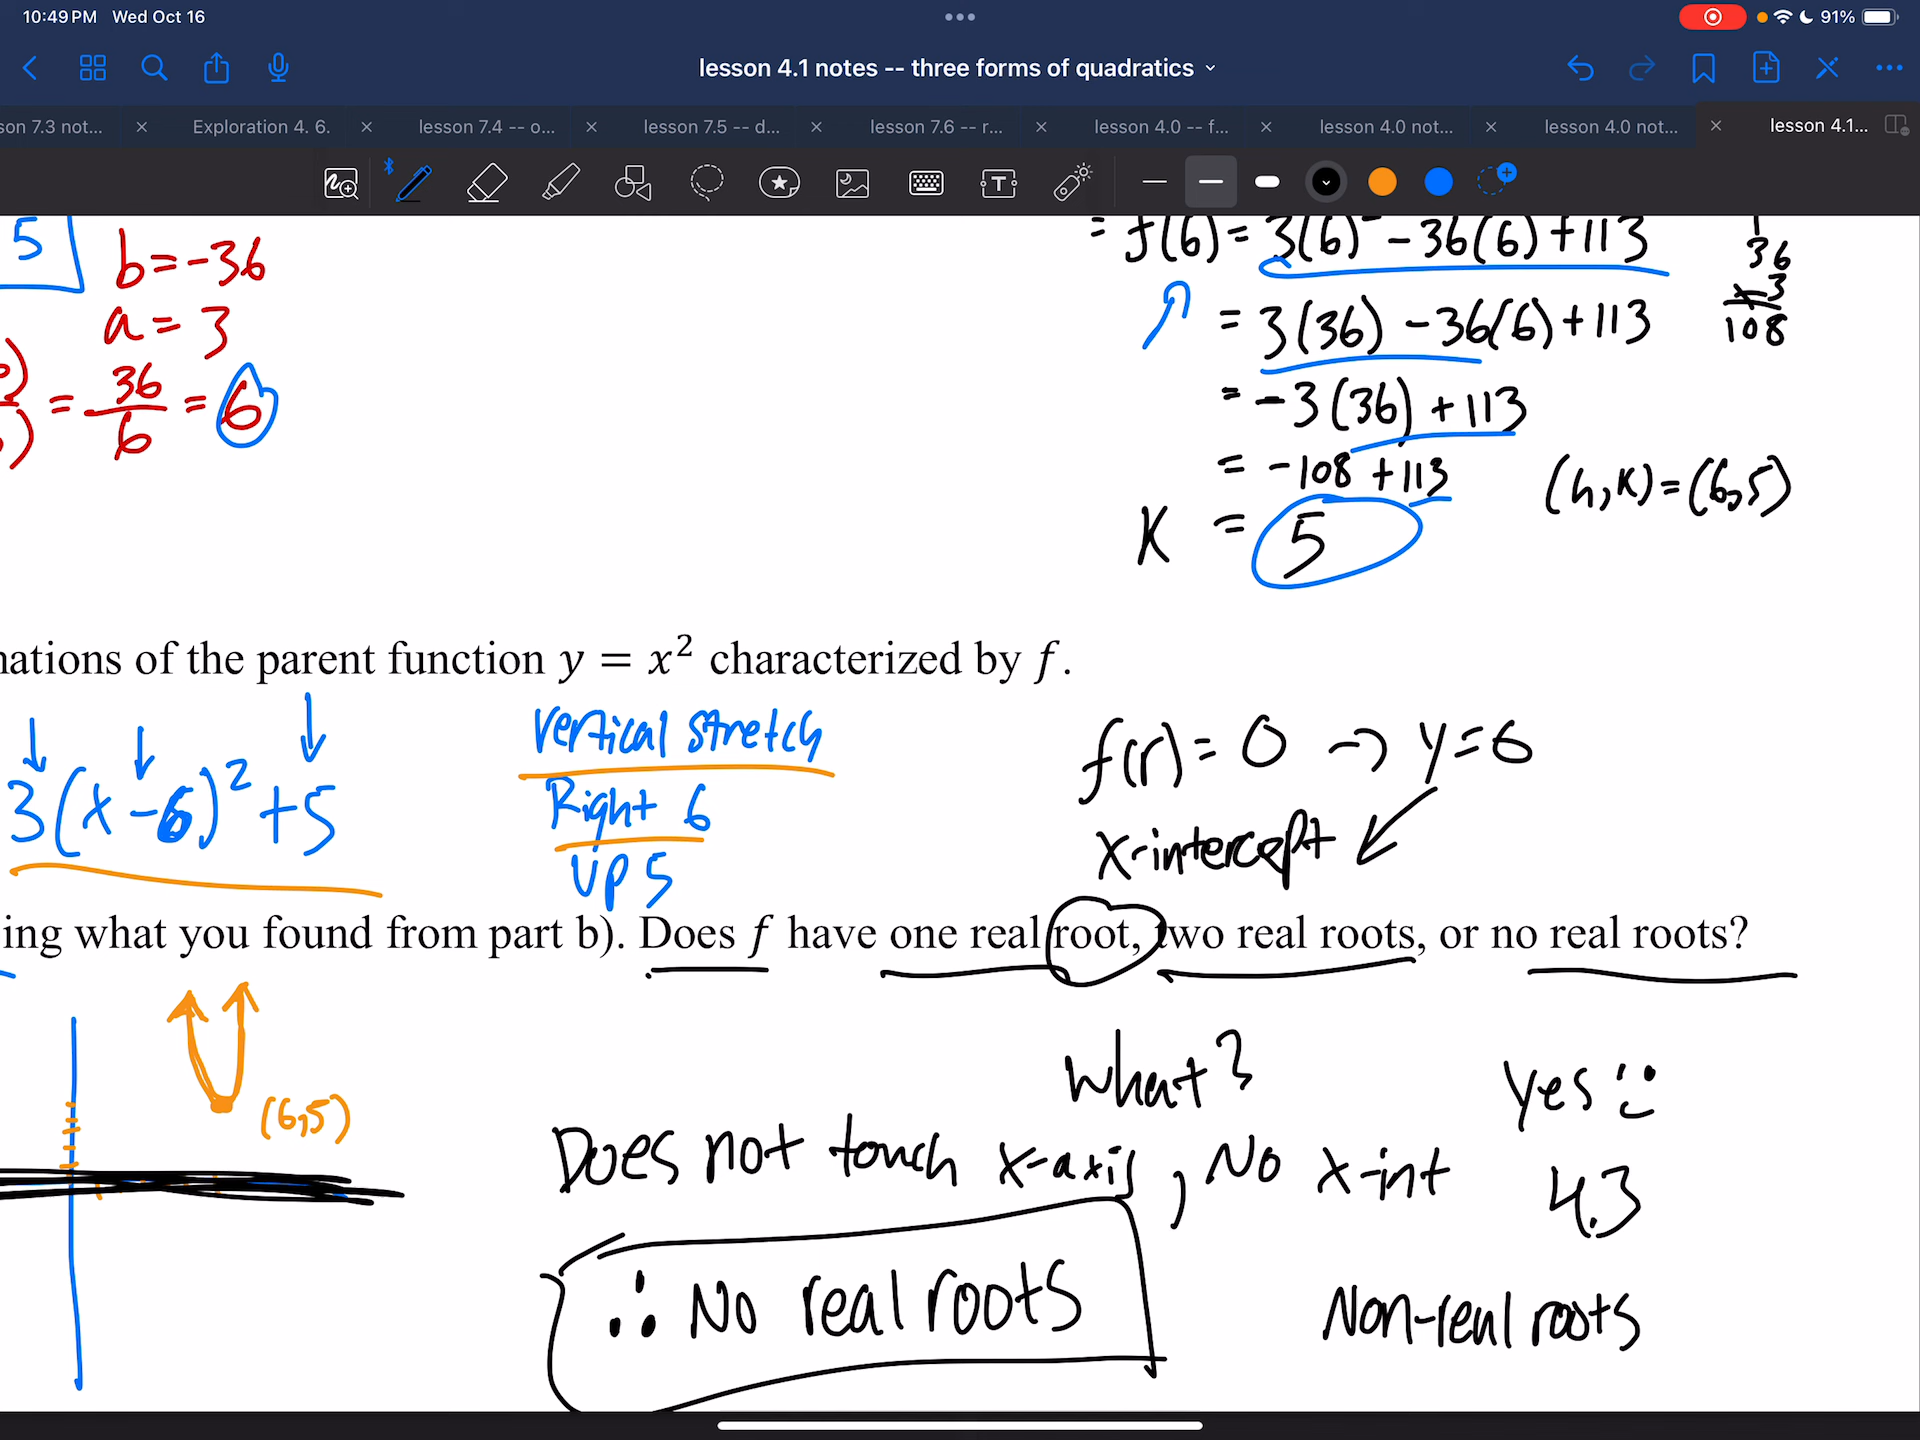 10:49 PM Wed Oct 16
91%
lesson 4.1 notes -- three forms of quadratics
son 7.3 not... Exploration 4. 6. lesson 7.4 -- o... lesson 7.5 -- d... lesson 7.6 -- r... lesson 4.0 -- f... lesson 4.0 not... lesson 4.0 not... lesson 4.1...
T
5
b=-36
a=3
= 36/6 = 6
= f(6) = 3(6)² - 36(6) + 113
= 3(36) - 36(6) + 113
= -3(36) + 113
= -108 + 113
K = 5
36
x3
108
(h,k)=(6,5)
nations of the parent function y = x² characterized by f.
3(x-6)² + 5
Vertical stretch
Right 6
Up 5
f(r) = 0 → y=6
x-intercept
ing what you found from part b). Does f have one real root, two real roots, or no real roots?
(6,5)
What?
Yes
Does not touch x-axis, No x-int
4.3
∴ No real roots
Non-real roots